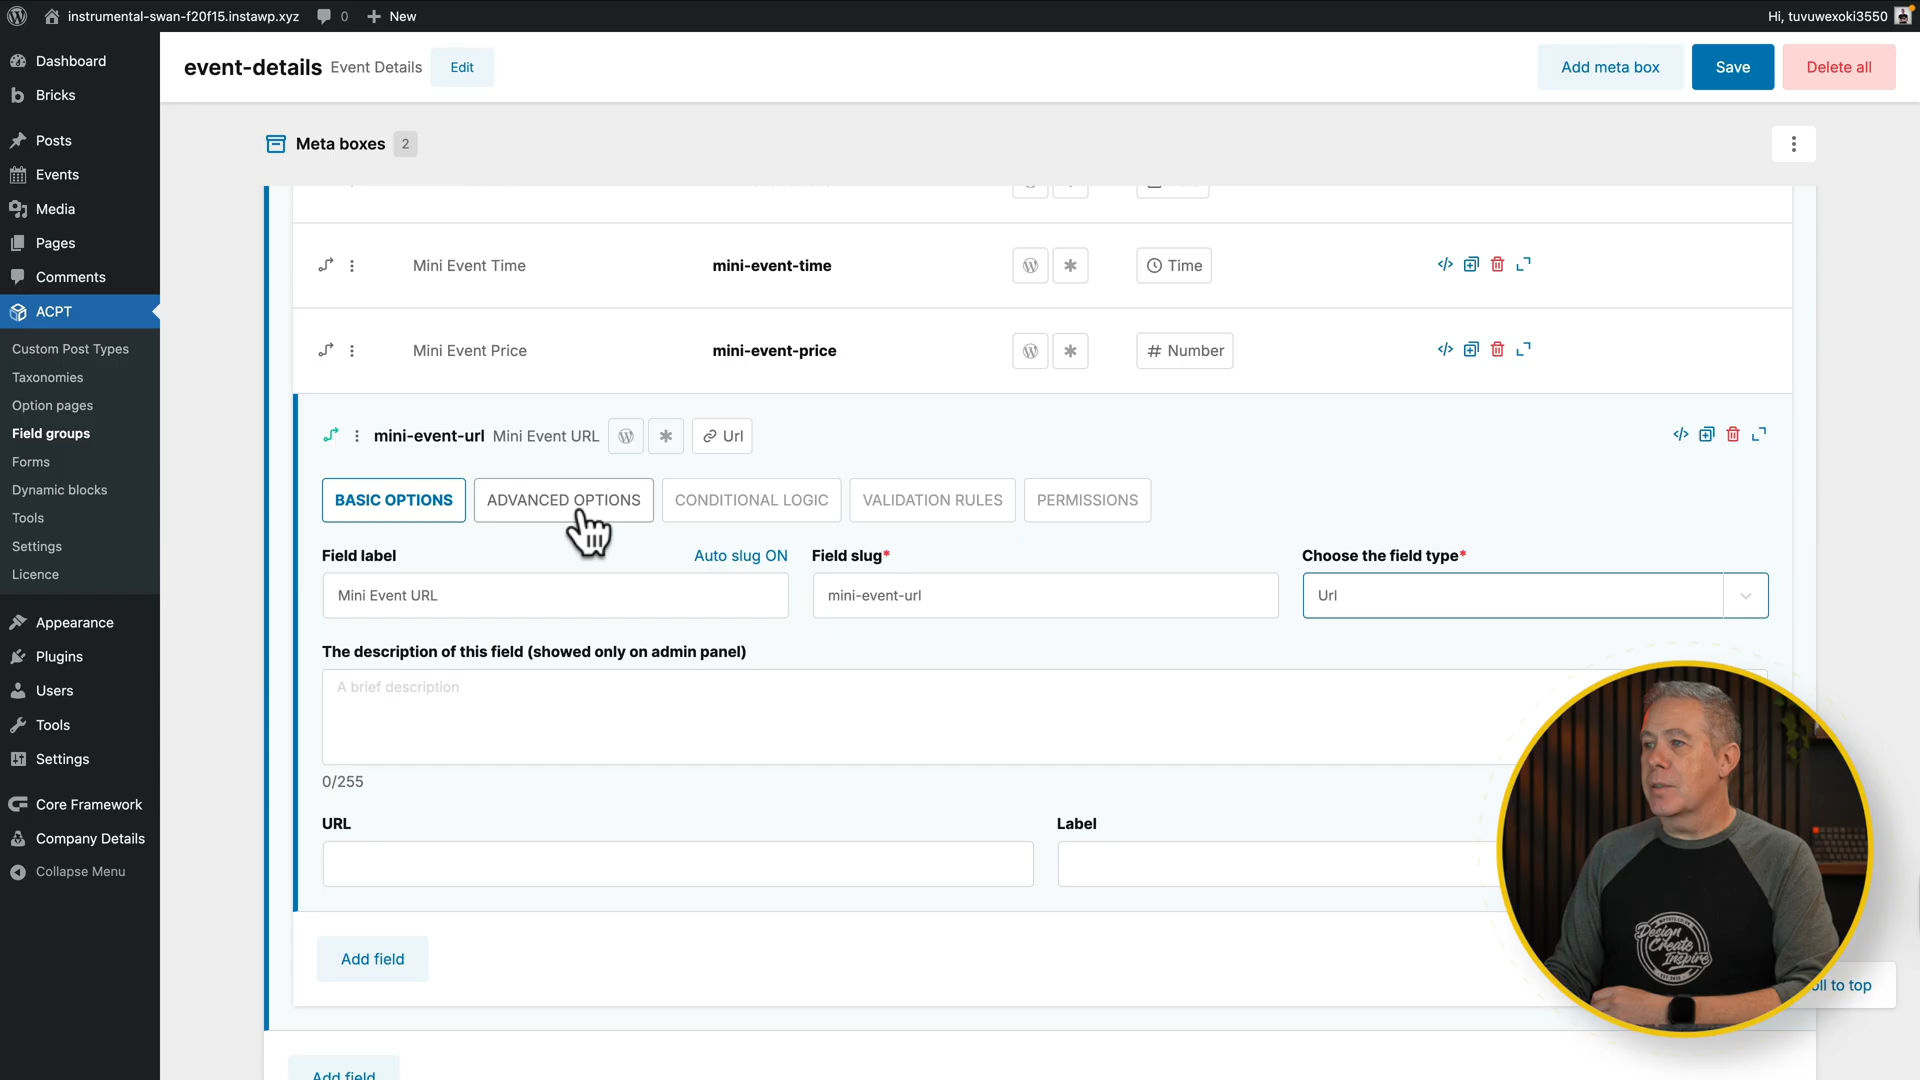 instrumental-swan-f20f15.instawp.xyz 0 New Hi, tuvuwexoki3550
Dashboard
Bricks
Posts
Events
Media
Pages
Comments
ACPT
Custom Post Types
Taxonomies
Option pages
Field groups
Forms
Dynamic blocks
Tools
Settings
Licence
Appearance
Plugins
Users
Tools
Settings
Core Framework
Company Details
Collapse Menu
event-details Event Details Edit Add meta box Save Delete all
Meta boxes 2
Mini Event Time mini-event-time Time
Mini Event Price mini-event-price # Number
mini-event-url Mini Event URL Url
BASIC OPTIONS ADVANCED OPTIONS CONDITIONAL LOGIC VALIDATION RULES PERMISSIONS
Field label Auto slug ON Field slug* Choose the field type*
Mini Event URL mini-event-url Url
The description of this field (showed only on admin panel)
A brief description
0/255
URL Label
Add field
to top
Add field
Design
Create
Inspire